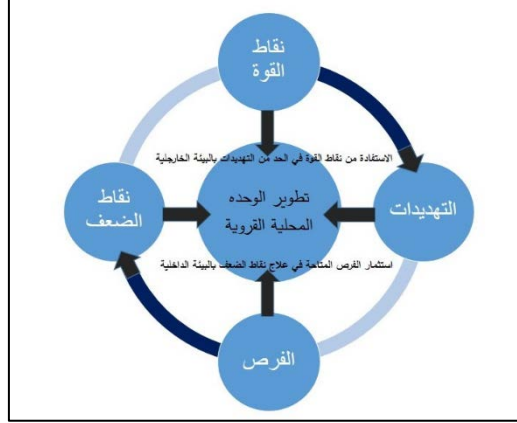 نقاط
القوة
الاستفادة من نقاط القوة في الحد من التهديدات بالبيئة الخارجية
نقاط
الضعف
تطوير الوحده
المحلية القروية
التهديدات
استثمار الفرص المتاحة في علاج نقاط الضعف بالبيئة الداخلية
الفرص